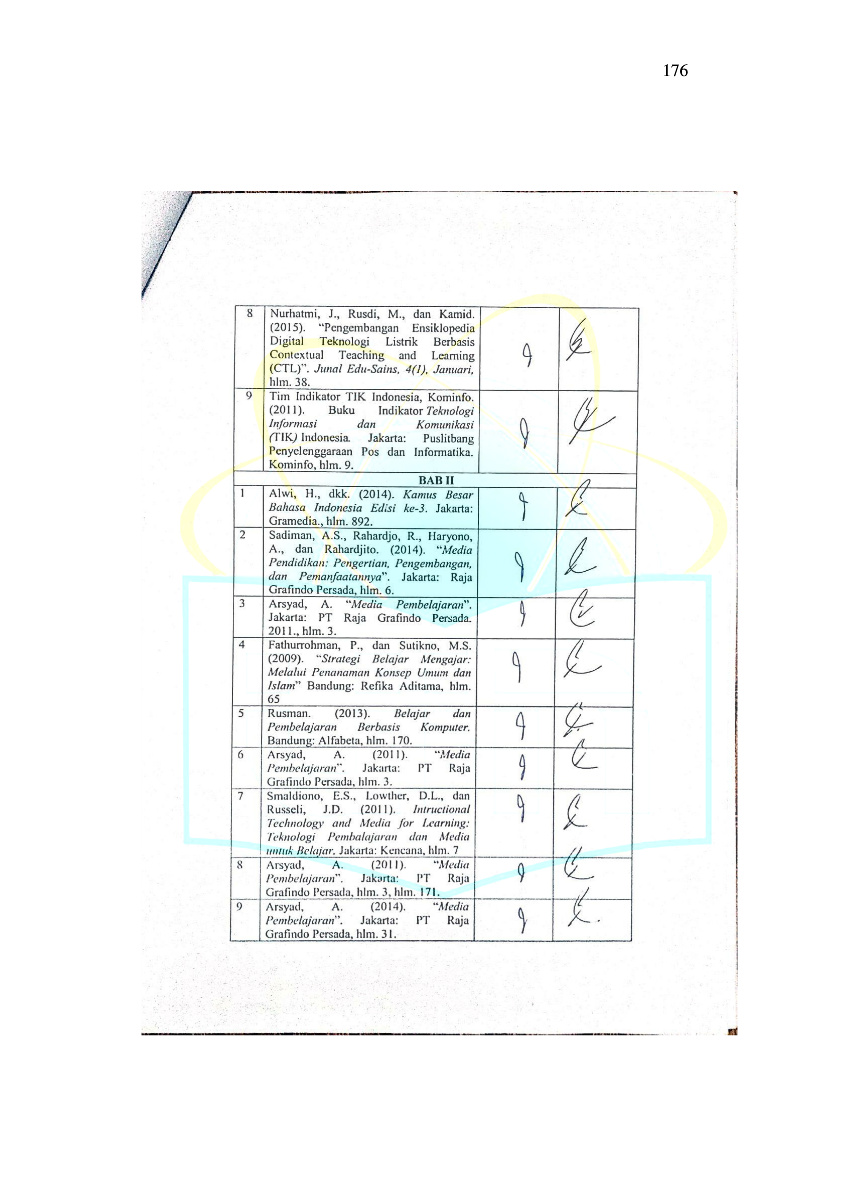 176
8 Nurhatmi, J., Rusdi, M., dan Kamid.
(2015). “Pengembangan Ensiklopedia
Digital Teknologi Listrik Berbasis
Contextual Teaching and Learning
(CTL)”. Junal Edu-Sains, 4(1), Januari,
hlm. 38.
9 Tim Indikator TIK Indonesia, Kominfo.
(2011). Buku Indikator Teknologi
Informasi dan Komunikasi
(TIK) Indonesia. Jakarta: Puslitbang
Penyelenggaraan Pos dan Informatika.
Kominfo, hlm. 9.
BAB II
1 Alwi, H., dkk. (2014). Kamus Besar
Bahasa Indonesia Edisi ke-3. Jakarta:
Gramedia., hlm. 892.
2 Sadiman, A.S., Rahardjo, R., Haryono,
A., dan Rahardjito. (2014). “Media
Pendidikan: Pengertian, Pengembangan,
dan Pemanfaatannya”. Jakarta: Raja
Grafindo Persada, hlm. 6.
3 Arsyad, A. “Media Pembelajaran”.
Jakarta: PT Raja Grafindo Persada.
2011., hlm. 3.
4 Fathurrohman, P., dan Sutikno, M.S.
(2009). “Strategi Belajar Mengajar:
Melalui Penanaman Konsep Umum dan
Islam” Bandung: Refika Aditama, hlm.
65
5 Rusman. (2013). Belajar dan
Pembelajaran Berbasis Komputer.
Bandung: Alfabeta, hlm. 170.
6 Arsyad, A. (2011). “Media
Pembelajaran”. Jakarta: PT Raja
Grafindo Persada, hlm. 3.
7 Smaldiono, E.S., Lowther, D.L., dan
Russeli, J.D. (2011). Intructional
Technology and Media for Learning:
Teknologi Pembalajaran dan Media
untuk Belajar. Jakarta: Kencana, hlm. 7
8 Arsyad, A. (2011). “Media
Pembelajaran”. Jakarta: PT Raja
Grafindo Persada, hlm. 3, hlm. 171.
9 Arsyad, A. (2014). “Media
Pembelajaran”. Jakarta: PT Raja
Grafindo Persada, hlm. 31.